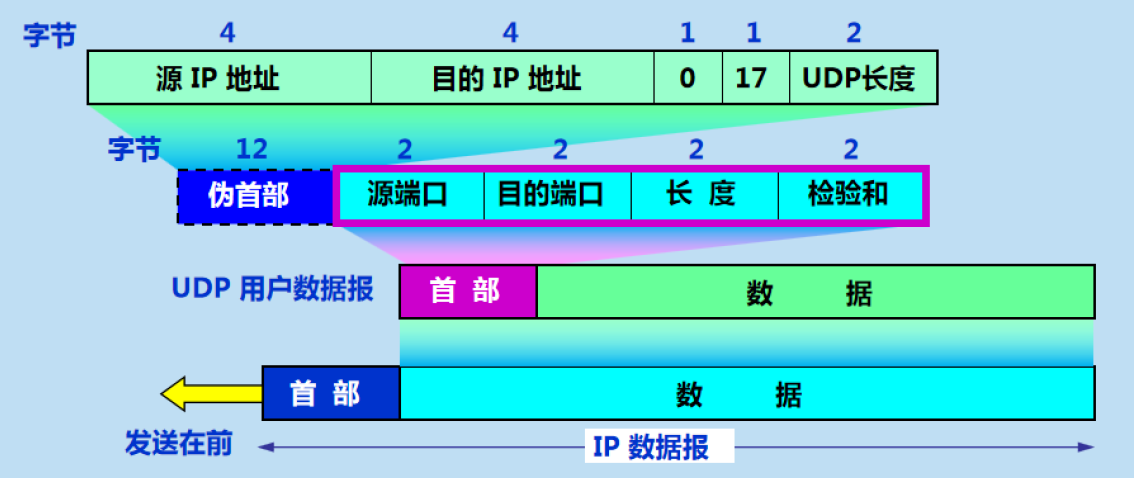 字节 4 4 1 1 2
源 IP 地址 目的 IP 地址 0 17 UDP长度
字节 12 2 2 2 2
伪首部 源端口 目的端口 长 度 检验和
UDP 用户数据报 首 部 数 据
首 部 数 据
发送在前 IP 数据报